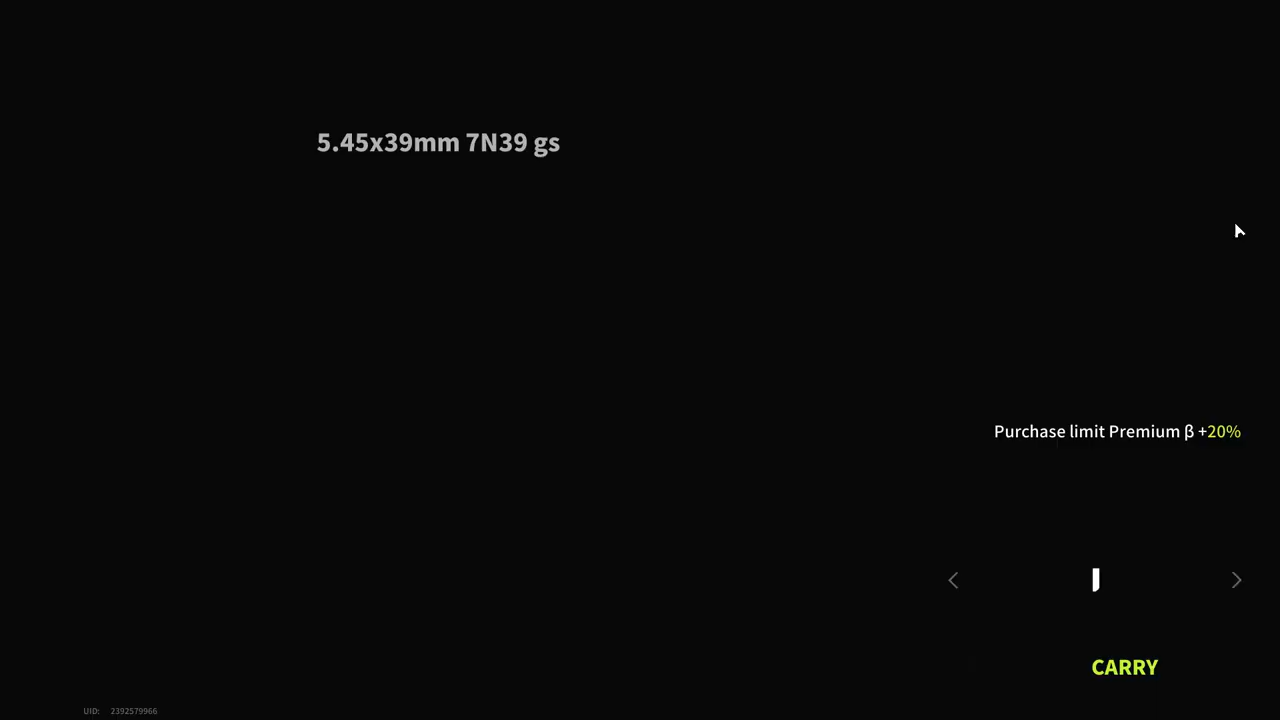 5.45x39mm 7N39 gs
Purchase limit Premium β +20%
CARRY
UID: 2392579966